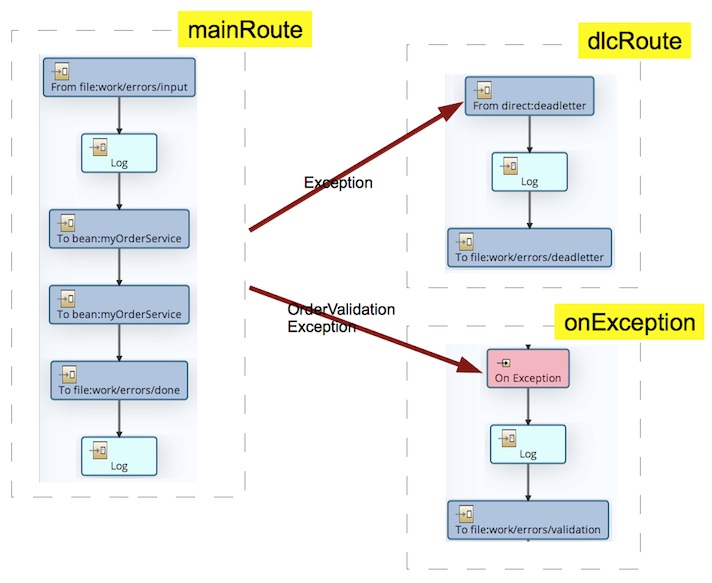 mainRoute
From file:work/errors/input
Log
To bean:myOrderService
To bean:myOrderService
To file:work/errors/done
Log
Exception
OrderValidation
Exception
dlcRoute
From direct:deadletter
Log
To file:work/errors/deadletter
onException
On Exception
Log
To file:work/errors/validation